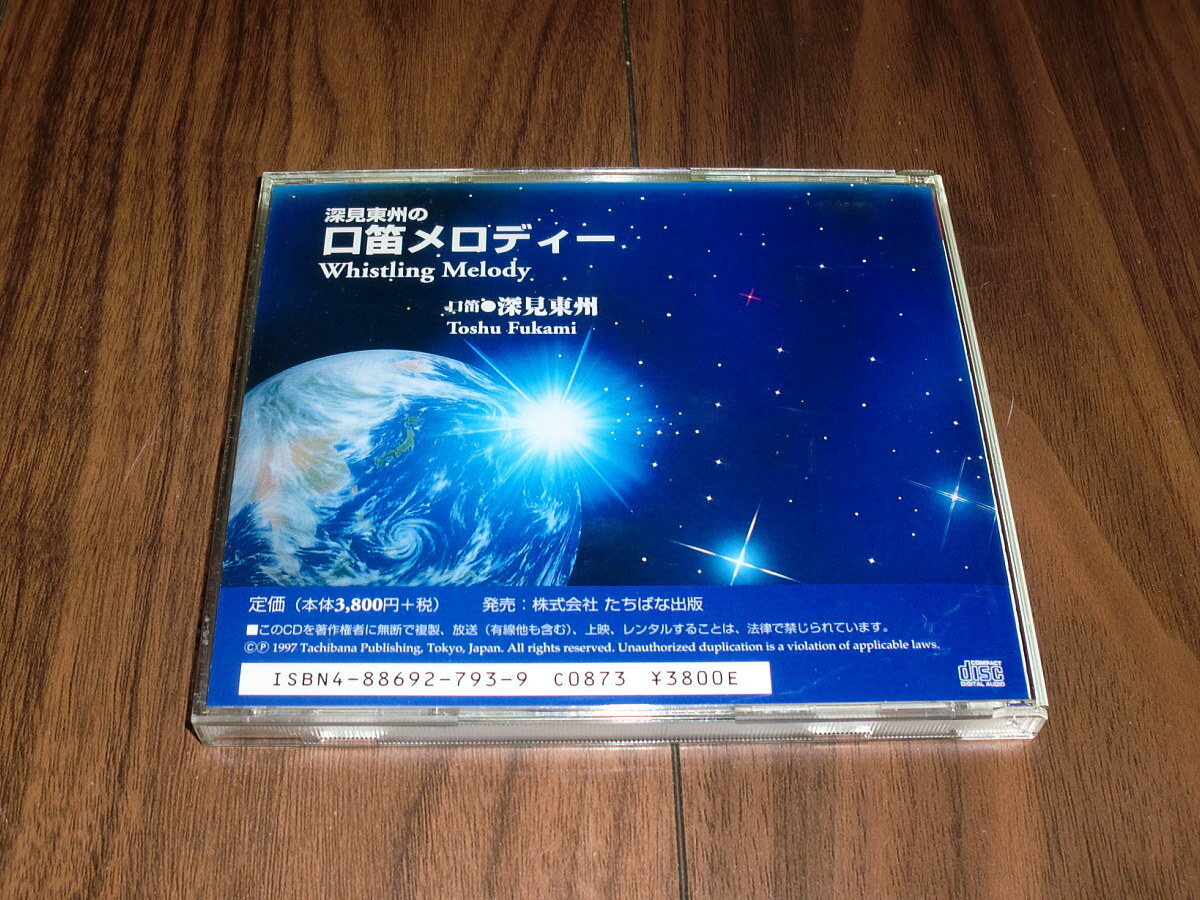 深見東州の
口笛メロディー
Whistling Melody
口笛●深見東州
Toshu Fukami
定価（本体3,800円＋税）　発売：株式会社 たちばな出版
■このCDを著作権者に無断で複製、放送（有線他も含む）、上映、レンタルすることは、法律で禁じられています。
ⒸⓅ 1997 Tachibana Publishing, Tokyo, Japan. All rights reserved. Unauthorized duplication is a violation of applicable laws.
COMPACT
disc
DIGITAL AUDIO
ISBN4-88692-793-9 C0873 ¥3800E